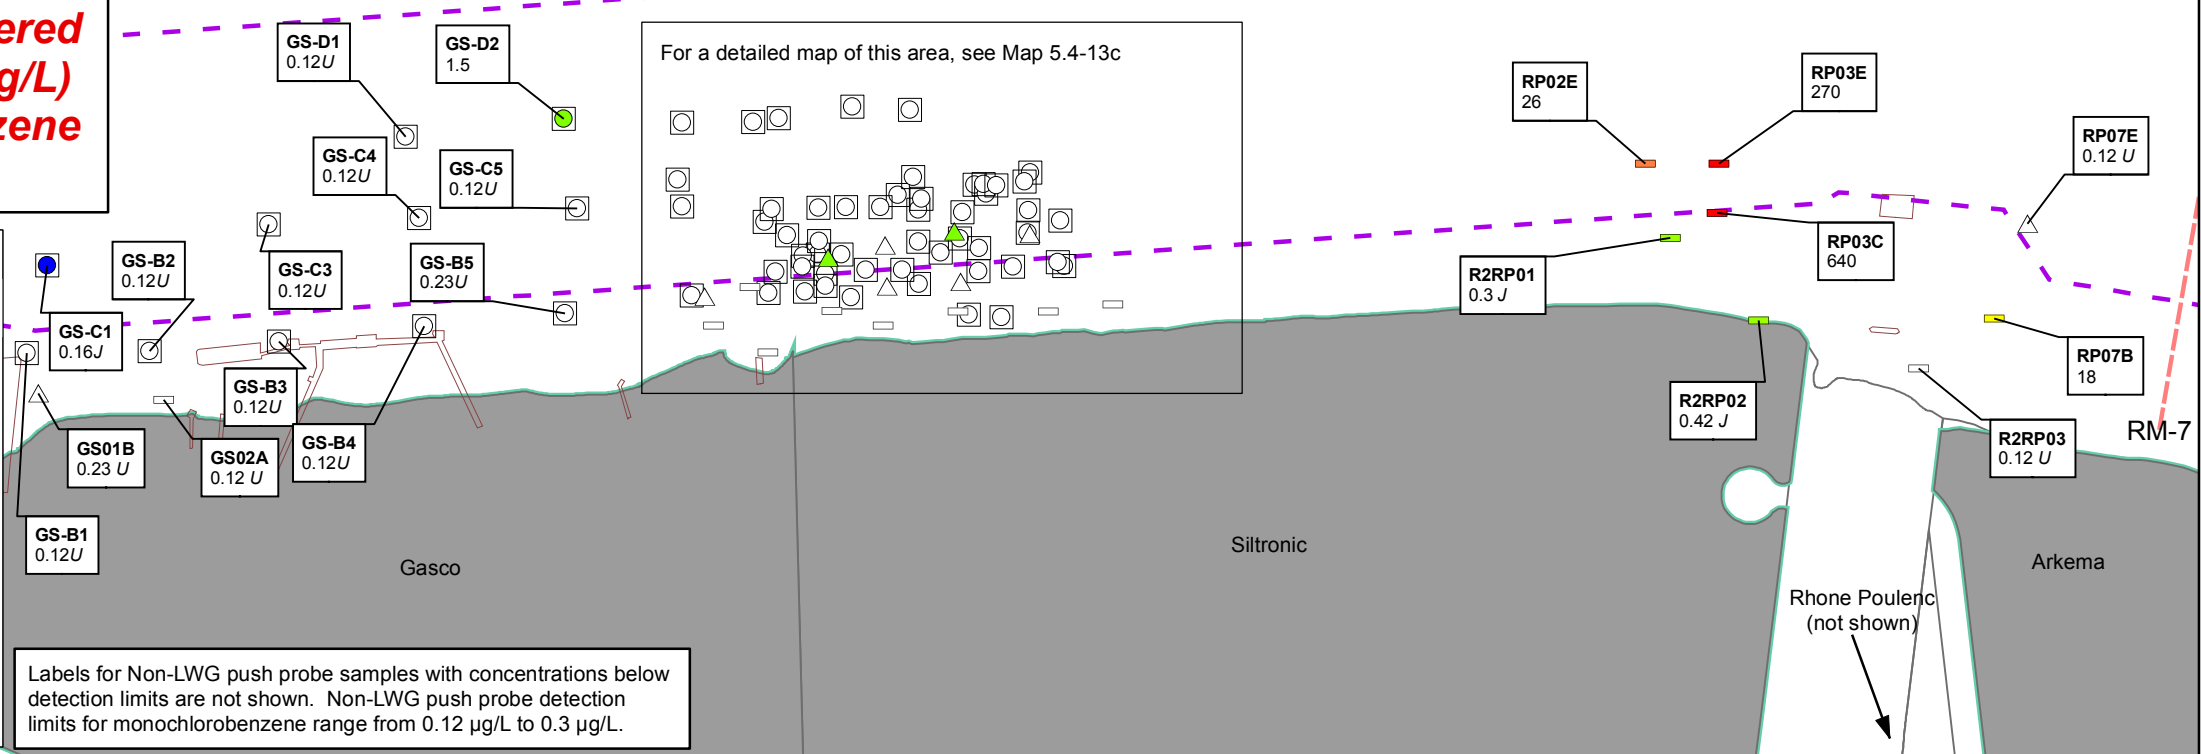 ered
g/L)
zene
GS-D1
0.12U
GS-D2
1.5
For a detailed map of this area, see Map 5.4-13c
RP02E
26
RP03E
270
RP07E
0.12 U
GS-C4
0.12U
GS-C5
0.12U
GS-B2
0.12U
GS-C3
0.12U
GS-B5
0.23U
R2RP01
0.3 J
RP03C
640
GS-C1
0.16J
RP07B
18
GS-B3
0.12U
R2RP02
0.42 J
R2RP03
0.12 U
RM-7
GS01B
0.23 U
GS02A
0.12 U
GS-B4
0.12U
GS-B1
0.12U
Gasco
Siltronic
Arkema
Rhone Poulenc
(not shown)
Labels for Non-LWG push probe samples with concentrations below
detection limits are not shown. Non-LWG push probe detection
limits for monochlorobenzene range from 0.12 µg/L to 0.3 µg/L.